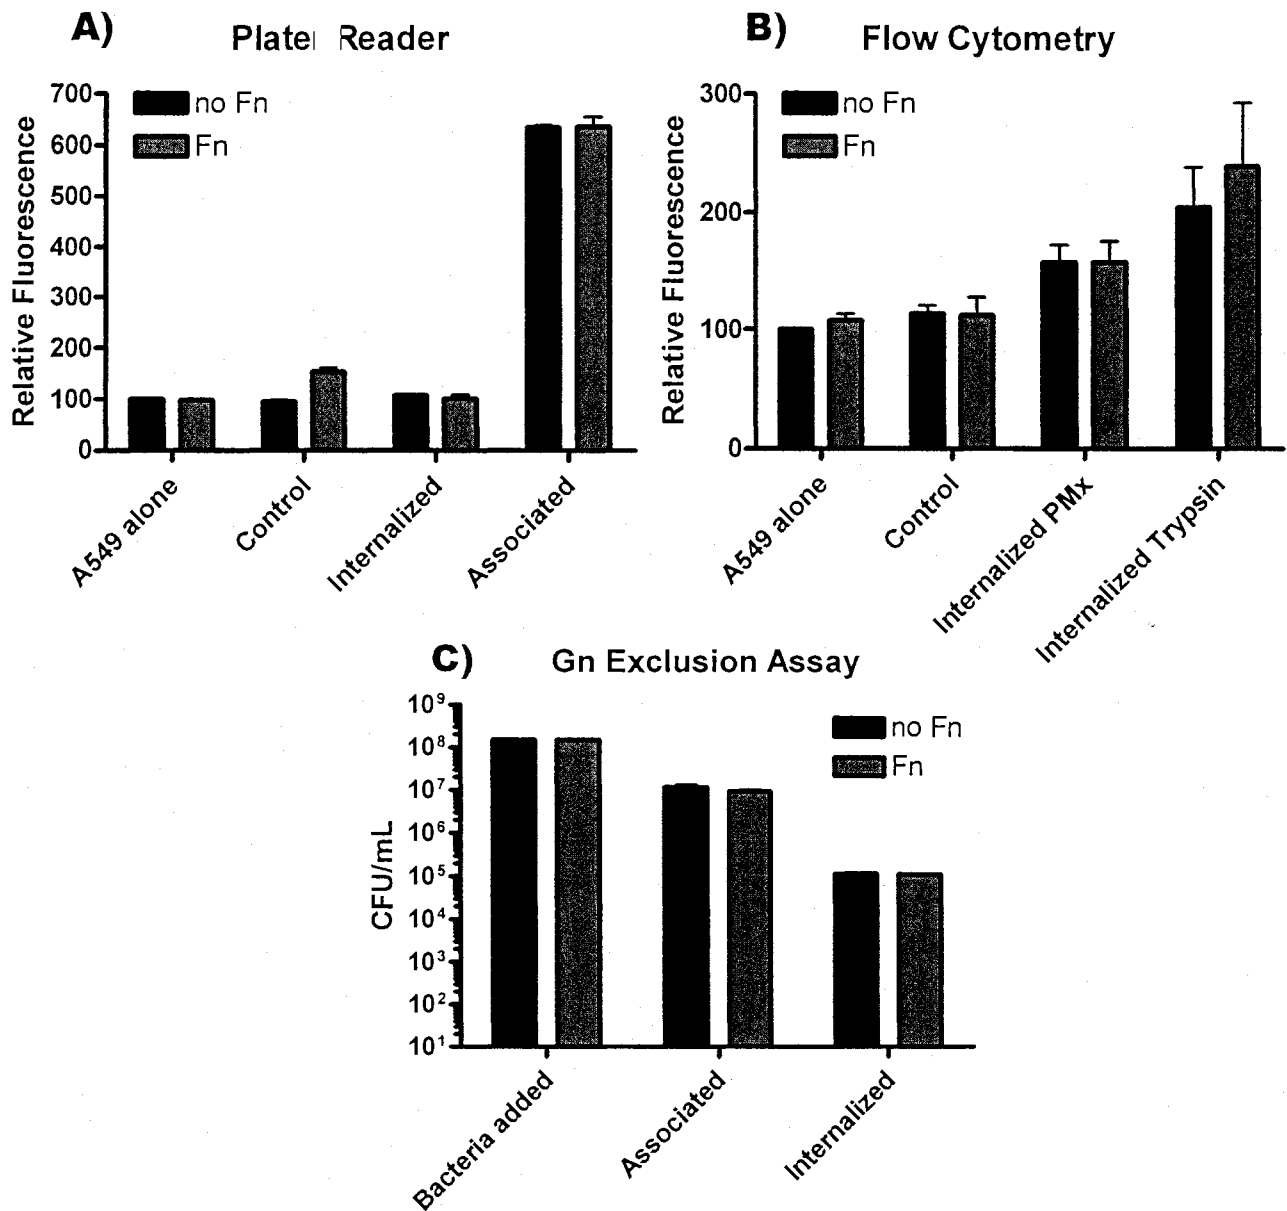 A)
Plate Reader
no Fn
Fn
Relative Fluorescence
700
600
500
400
300
200
100
0
A549 alone
Control
Internalized
Associated
B)
Flow Cytometry
no Fn
Fn
Relative Fluorescence
300
200
100
0
A549 alone
Control
Internalized PMx
Internalized Trypsin
C)
Gn Exclusion Assay
no Fn
Fn
CFU/mL
10⁹
10⁸
10⁷
10⁶
10⁵
10⁴
10³
10²
10¹
Bacteria added
Associated
Internalized